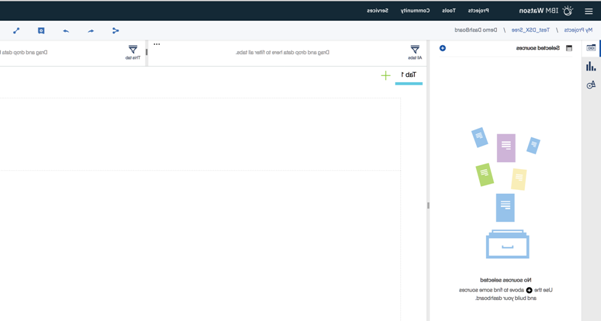 IBM Watson Projects Tools Community Services
My Projects / Test_DSX_Snek / Demo DashBoard
Selected sources
All tabs
Drag and drop data items here to filter all tabs.
This tab
Drag and drop data
Tab 1
No sources selected
Use the + above to find some sources
and build your dashboard.